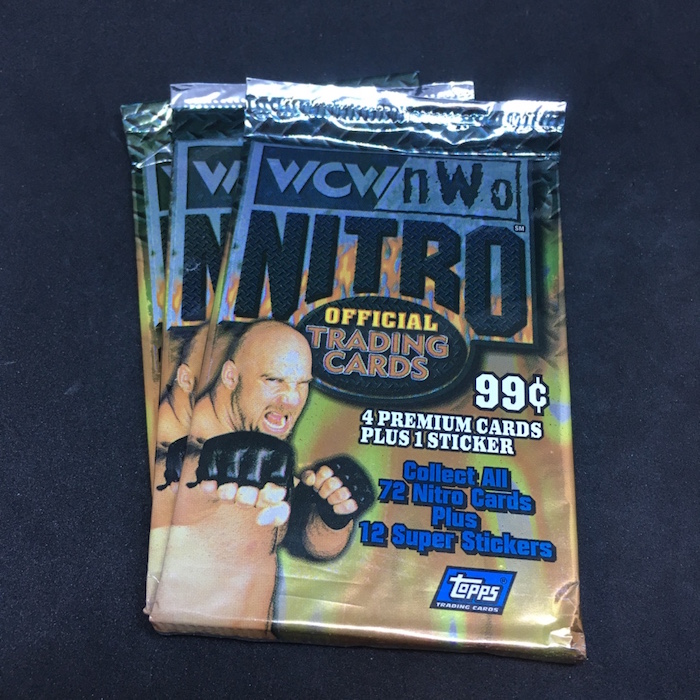 WCW/nWo
NITRO
SM
OFFICIAL
TRADING
CARDS
99¢
4 PREMIUM CARDS
PLUS 1 STICKER
Collect All
72 Nitro Cards
Plus
12 Super Stickers
topps®
TRADING CARDS
W
N